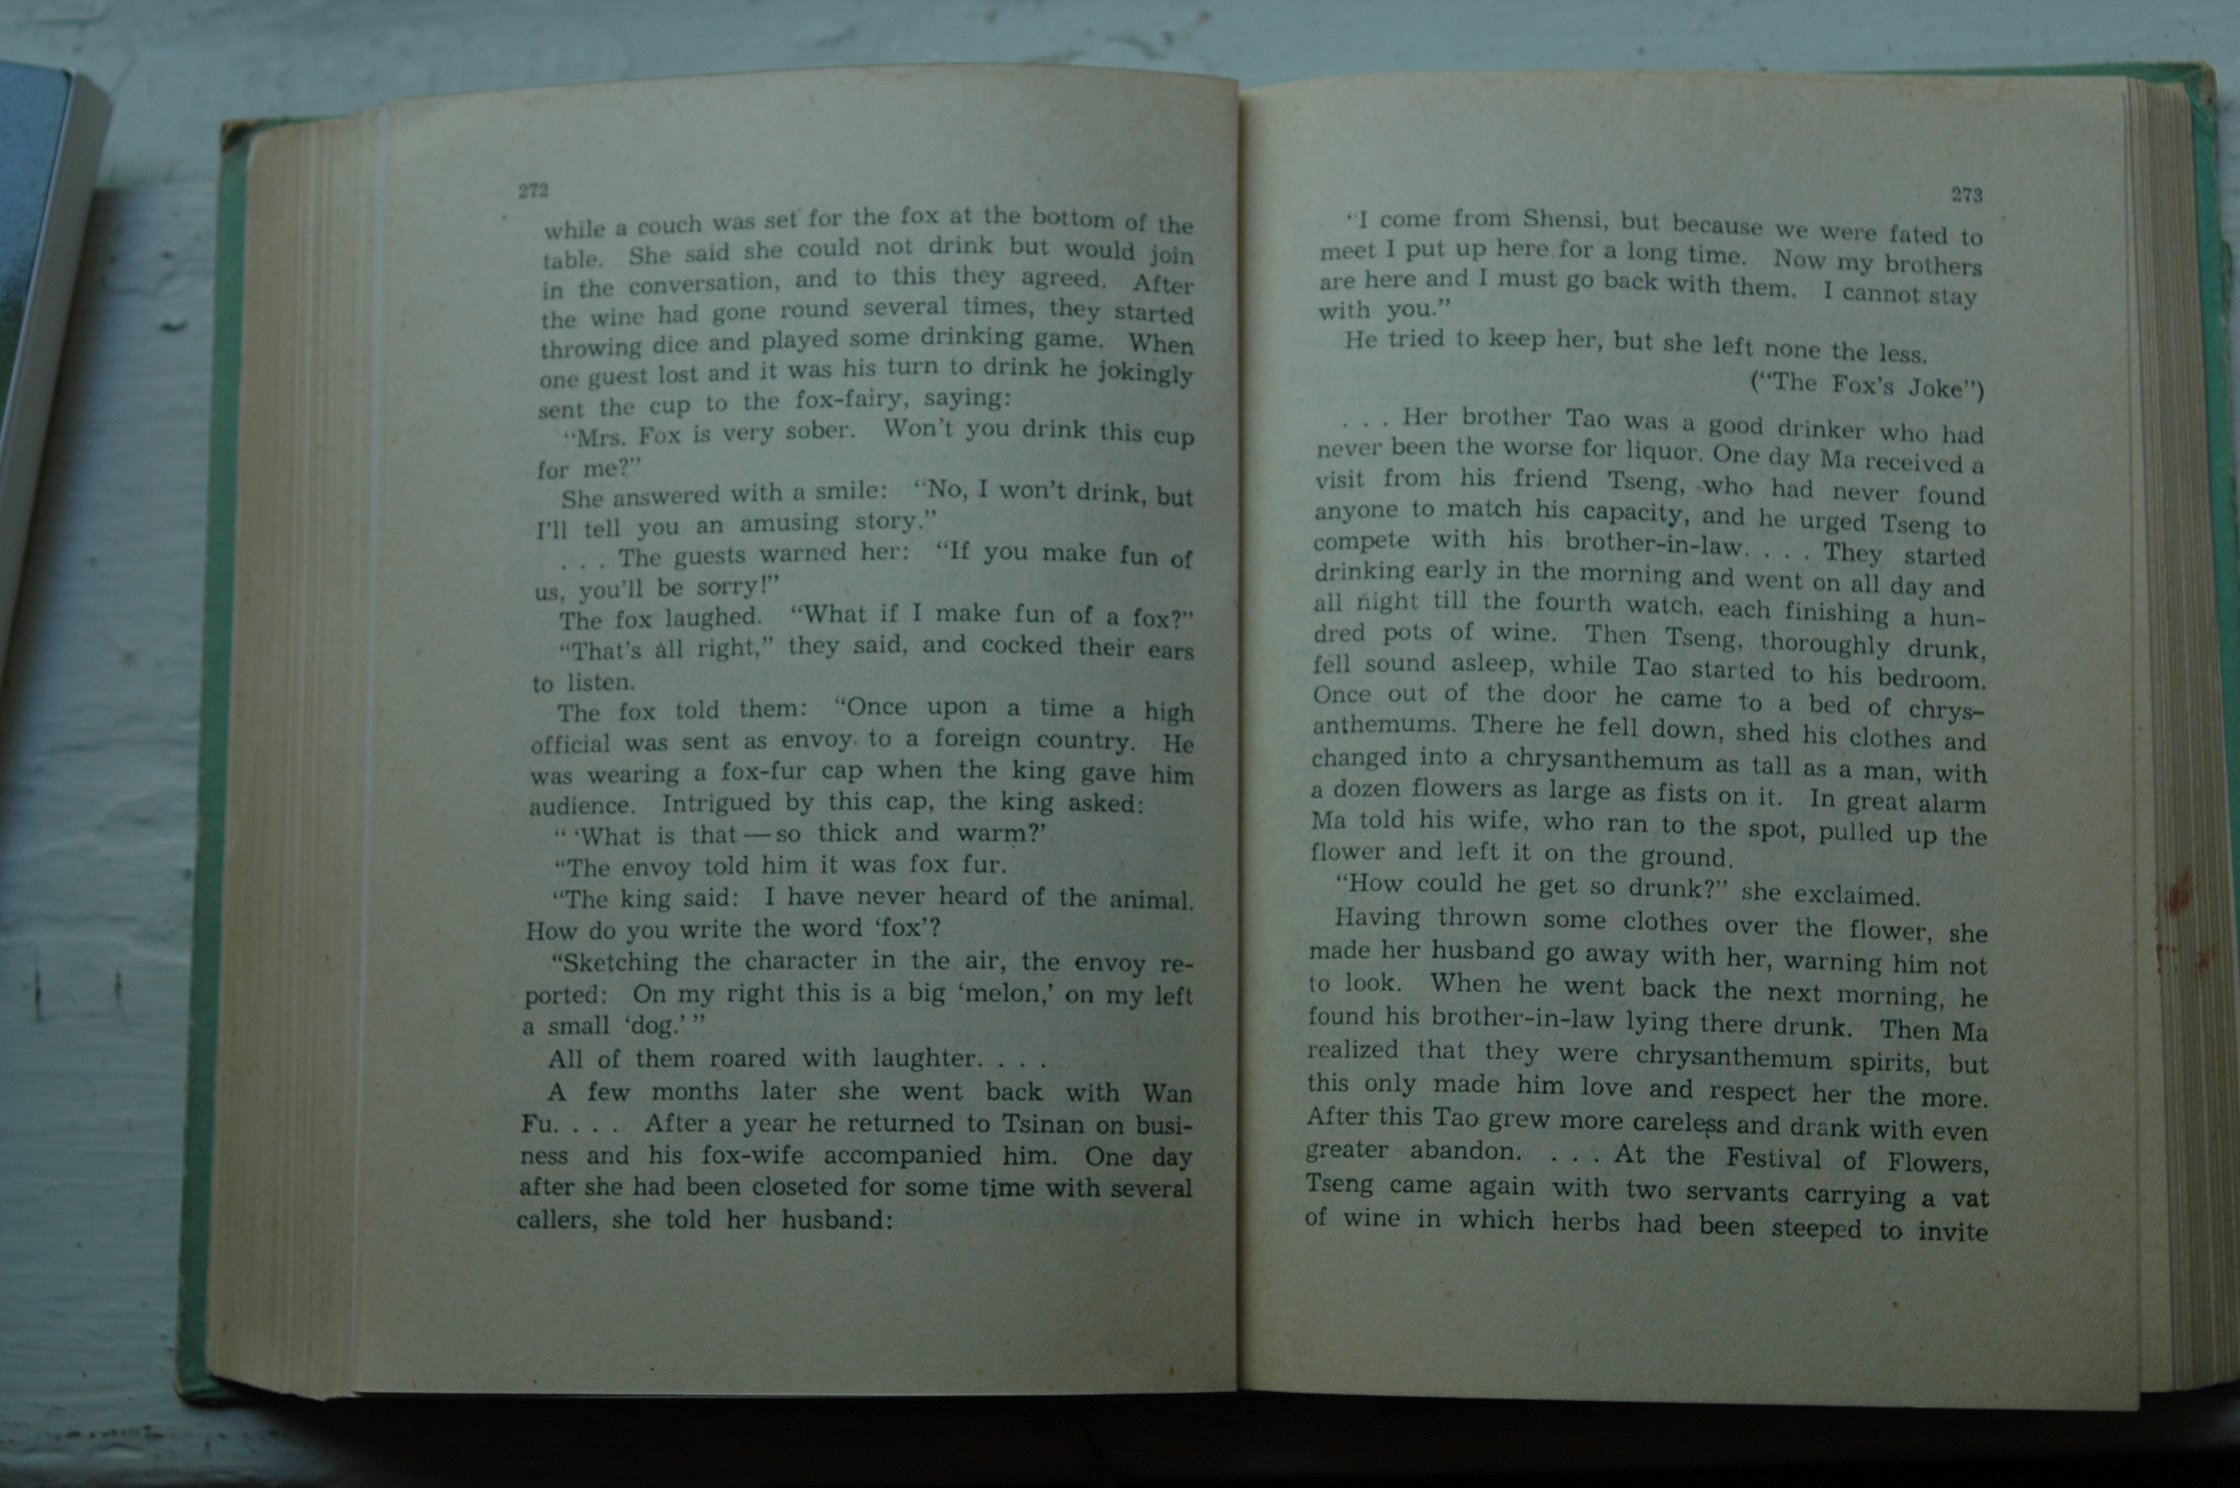 272
while a couch was set for the fox at the bottom of the
table. She said she could not drink but would join
in the conversation, and to this they agreed. After
the wine had gone round several times, they started
throwing dice and played some drinking game. When
one guest lost and it was his turn to drink he jokingly
sent the cup to the fox-fairy, saying:
“Mrs. Fox is very sober. Won't you drink this cup
for me?”
She answered with a smile: “No, I won't drink, but
I'll tell you an amusing story.”
. . . The guests warned her: “If you make fun of
us, you'll be sorry!”
The fox laughed. “What if I make fun of a fox?”
“That's all right,” they said, and cocked their ears
to listen.
The fox told them: “Once upon a time a high
official was sent as envoy to a foreign country. He
was wearing a fox-fur cap when the king gave him
audience. Intrigued by this cap, the king asked:
“ ‘What is that—so thick and warm?’
“The envoy told him it was fox fur.
“The king said: I have never heard of the animal.
How do you write the word ‘fox’?
“Sketching the character in the air, the envoy re-
ported: On my right this is a big ‘melon,’ on my left
a small ‘dog.’ ”
All of them roared with laughter. . . .
A few months later she went back with Wan
Fu. . . . After a year he returned to Tsinan on busi-
ness and his fox-wife accompanied him. One day
after she had been closeted for some time with several
callers, she told her husband:
273
“I come from Shensi, but because we were fated to
meet I put up here for a long time. Now my brothers
are here and I must go back with them. I cannot stay
with you.”
He tried to keep her, but she left none the less.
(“The Fox's Joke”)
. . . Her brother Tao was a good drinker who had
never been the worse for liquor. One day Ma received a
visit from his friend Tseng, who had never found
anyone to match his capacity, and he urged Tseng to
compete with his brother-in-law. . . . They started
drinking early in the morning and went on all day and
all night till the fourth watch, each finishing a hun-
dred pots of wine. Then Tseng, thoroughly drunk,
fell sound asleep, while Tao started to his bedroom.
Once out of the door he came to a bed of chrys-
anthemums. There he fell down, shed his clothes and
changed into a chrysanthemum as tall as a man, with
a dozen flowers as large as fists on it. In great alarm
Ma told his wife, who ran to the spot, pulled up the
flower and left it on the ground.
“How could he get so drunk?” she exclaimed.
Having thrown some clothes over the flower, she
made her husband go away with her, warning him not
to look. When he went back the next morning, he
found his brother-in-law lying there drunk. Then Ma
realized that they were chrysanthemum spirits, but
this only made him love and respect her the more.
After this Tao grew more careless and drank with even
greater abandon. . . . At the Festival of Flowers,
Tseng came again with two servants carrying a vat
of wine in which herbs had been steeped to invite